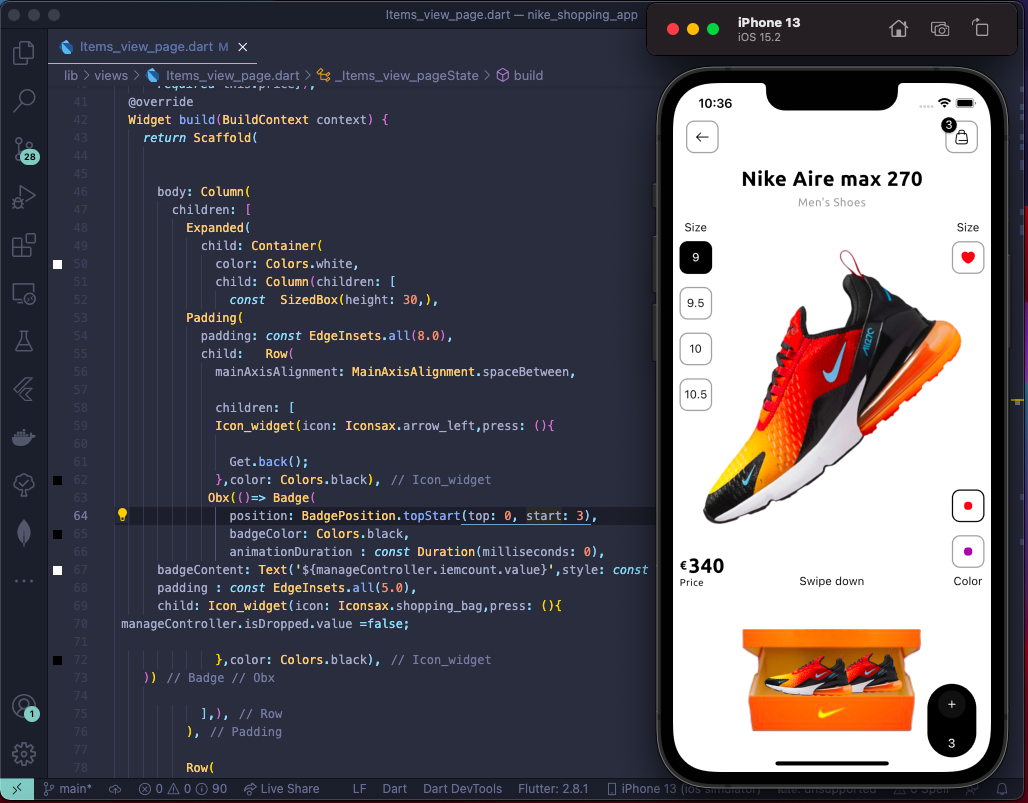 Items_view_page.dart — nike_shopping_app
Items_view_page.dart M
lib > views > Items_view_page.dart > _Items_view_pageState > build
41 @override
42 Widget build(BuildContext context) {
43 return Scaffold(
44
45
46 body: Column(
47 children: [
48 Expanded(
49 child: Container(
50 color: Colors.white,
51 child: Column(children: [
52 const SizedBox(height: 30,),
53 Padding(
54 padding: const EdgeInsets.all(8.0),
55 child: Row(
56 mainAxisAlignment: MainAxisAlignment.spaceBetween,
57
58 children: [
59 Icon_widget(icon: Iconsax.arrow_left,press: (){
60
61 Get.back();
62 },color: Colors.black), // Icon_widget
63 Obx(()=> Badge(
64 position: BadgePosition.topStart(top: 0, start: 3),
65 badgeColor: Colors.black,
66 animationDuration : const Duration(milliseconds: 0),
67 badgeContent: Text('${manageController.iemcount.value}',style: const
68 padding : const EdgeInsets.all(5.0),
69 child: Icon_widget(icon: Iconsax.shopping_bag,press: (){
70 manageController.isDropped.value =false;
71
72 },color: Colors.black), // Icon_widget
73 )) // Badge // Obx
74
75 ],), // Row
76 ), // Padding
77
78 Row(
28
1
main* 0 0 90 Live Share LF Dart Dart DevTools Flutter: 2.8.1 iPhone 13 (ios simulator)
iPhone 13
iOS 15.2
10:36
3
Nike Aire max 270
Men's Shoes
Size
Size
9
9.5
10
10.5
AIR270
€340
Price
Swipe down
Color
+
3